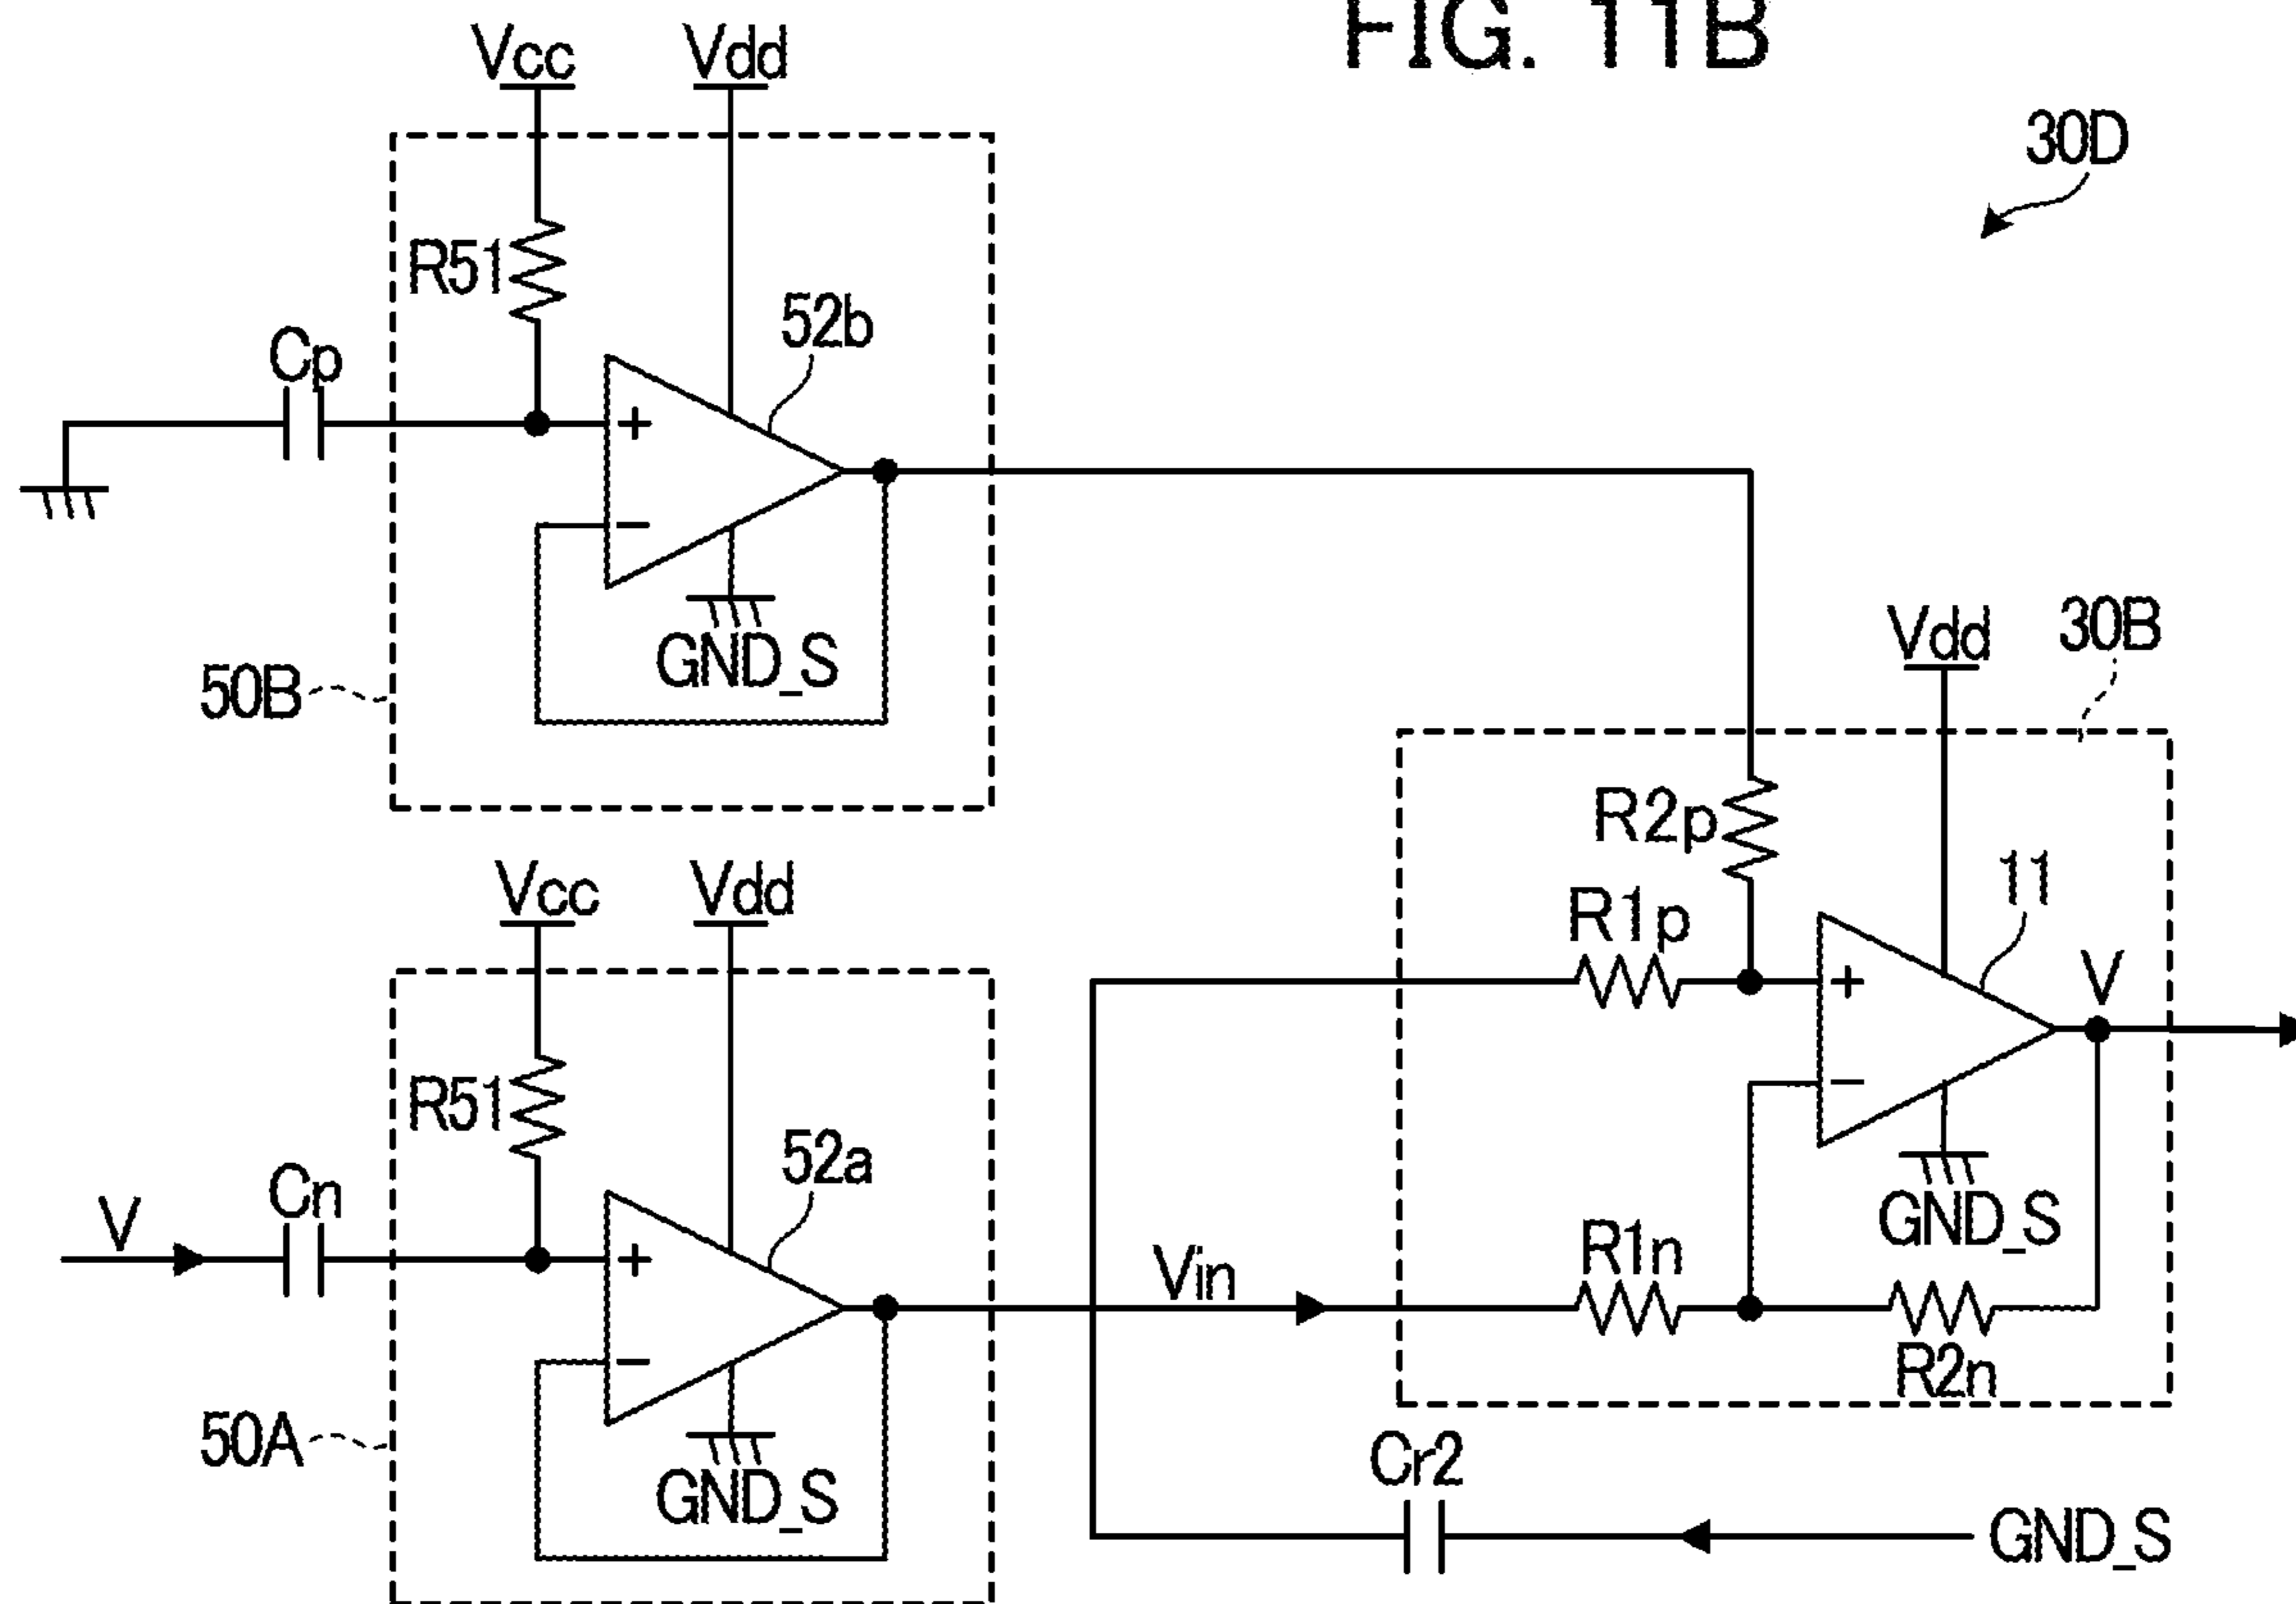 FIG. 11B
Vcc
Vdd
30D
R51
52b
Cp
+
−
GND_S
50B
Vdd
30B
R2p
Vcc
Vdd
R1p
11
+
V
−
R51
52a
GND_S
Cn
V
+
Vin
R1n
−
R2n
50A
GND_S
Cr2
GND_S